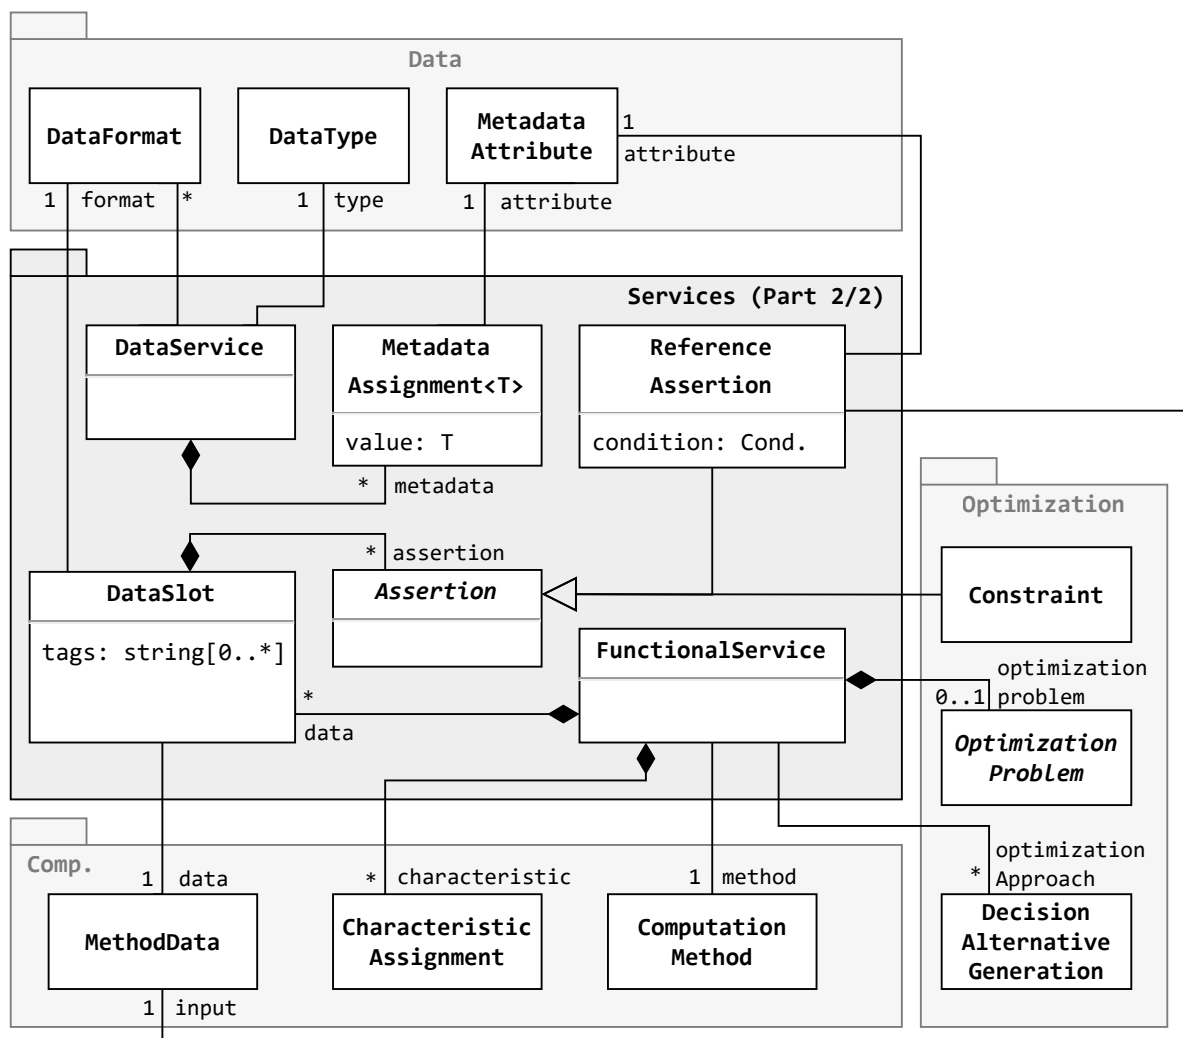 Data
DataFormat
DataType
Metadata
Attribute
1
attribute
1 format *
1 type
1 attribute
Services (Part 2/2)
DataService
Metadata
Assignment<T>
value: T
Reference
Assertion
condition: Cond.
* metadata
Optimization
* assertion
DataSlot
tags: string[0..*]
Assertion
Constraint
FunctionalService
*
data
optimization
0..1 problem
Optimization
Problem
Comp.
1 data
* characteristic
1 method
optimization
* Approach
MethodData
Characteristic
Assignment
Computation
Method
Decision
Alternative
Generation
1 input